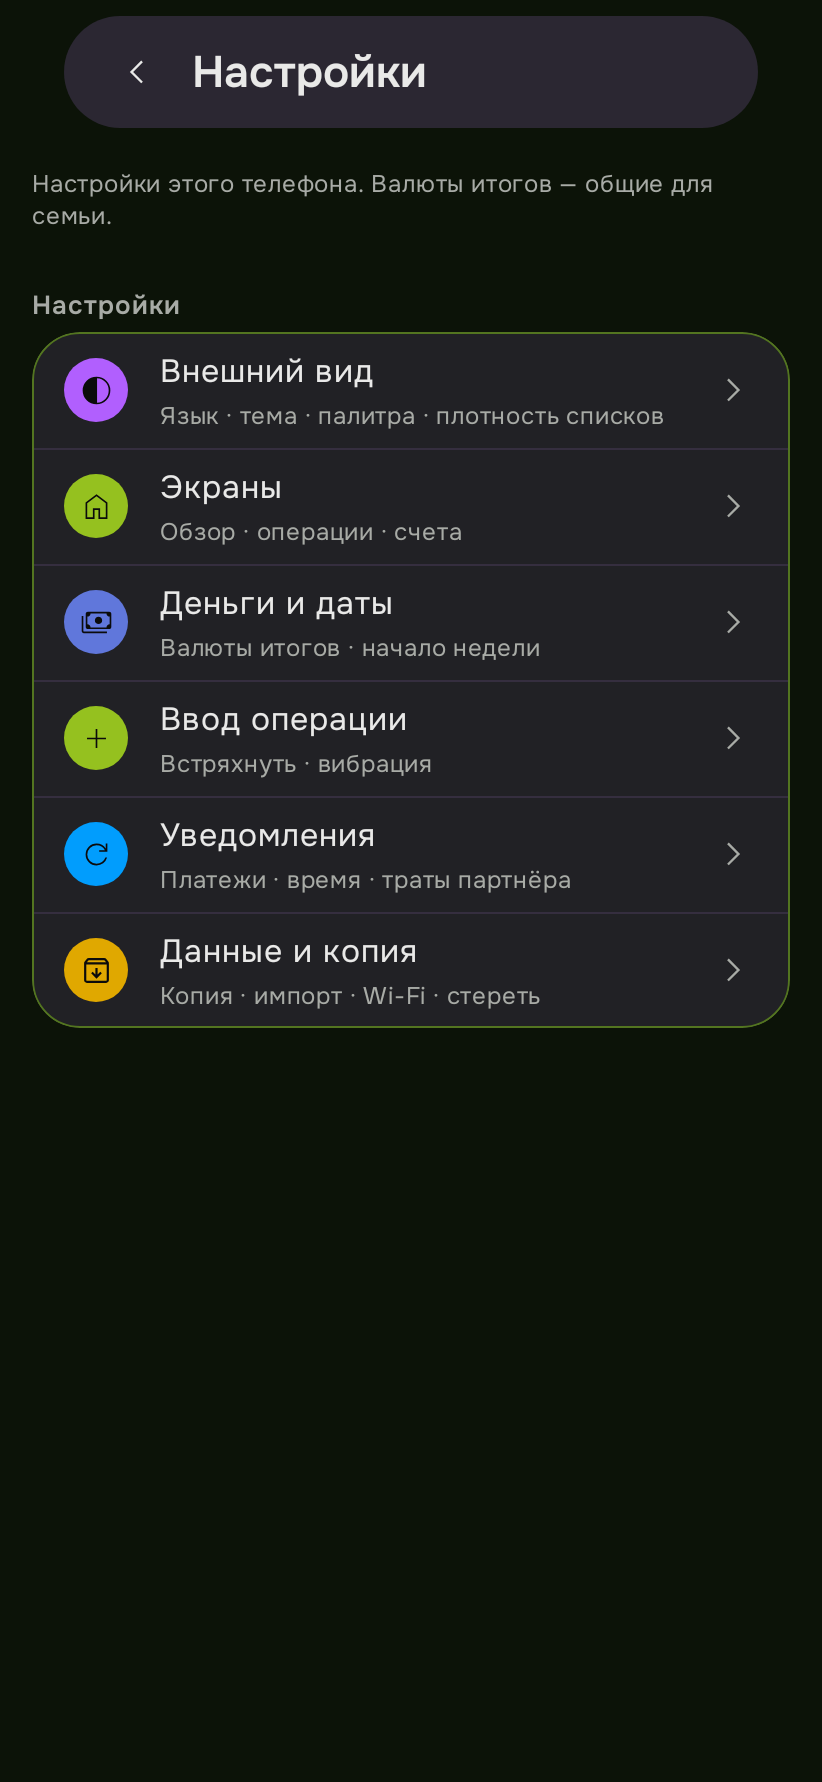 Настройки
Настройки этого телефона. Валюты итогов — общие для
семьи.
Настройки
Внешний вид
Язык · тема · палитра · плотность списков
Экраны
Обзор · операции · счета
Деньги и даты
Валюты итогов · начало недели
Ввод операции
Встряхнуть · вибрация
Уведомления
Платежи · время · траты партнёра
Данные и копия
Копия · импорт · Wi-Fi · стереть